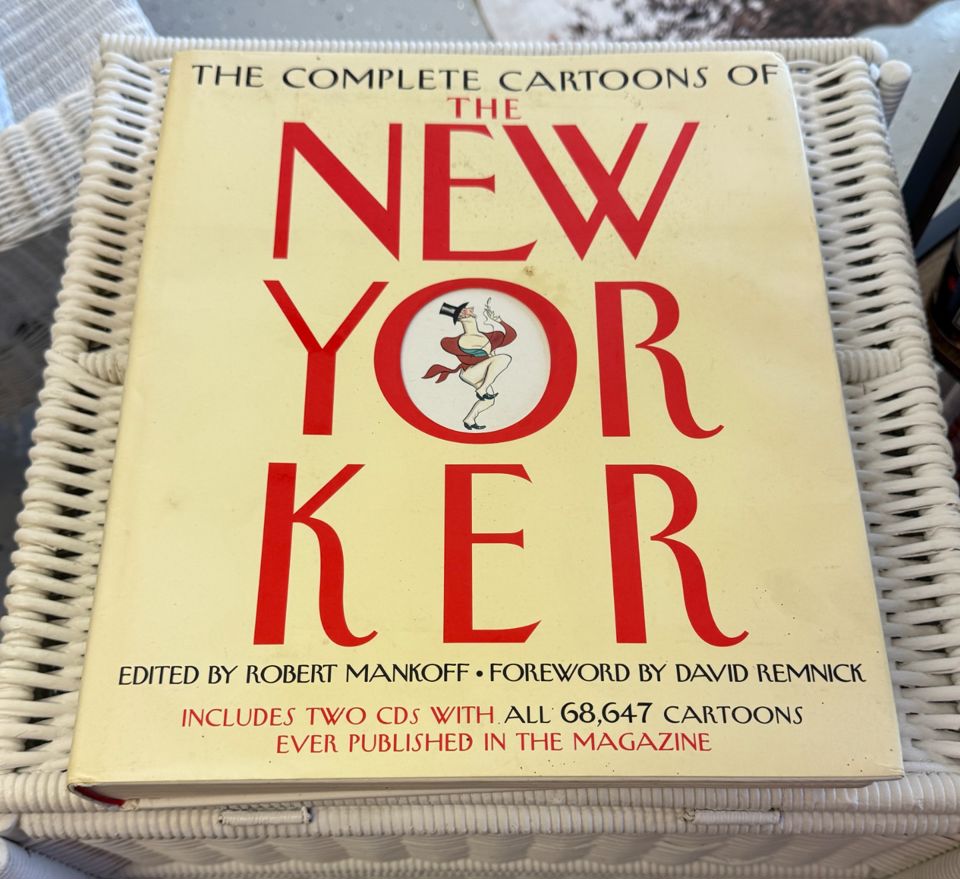 THE COMPLETE CARTOONS OF
THE
NEW
YOR
KER
EDITED BY ROBERT MANKOFF • FOREWORD BY DAVID REMNICK
INCLUDES TWO CDs WITH ALL 68,647 CARTOONS
EVER PUBLISHED IN THE MAGAZINE